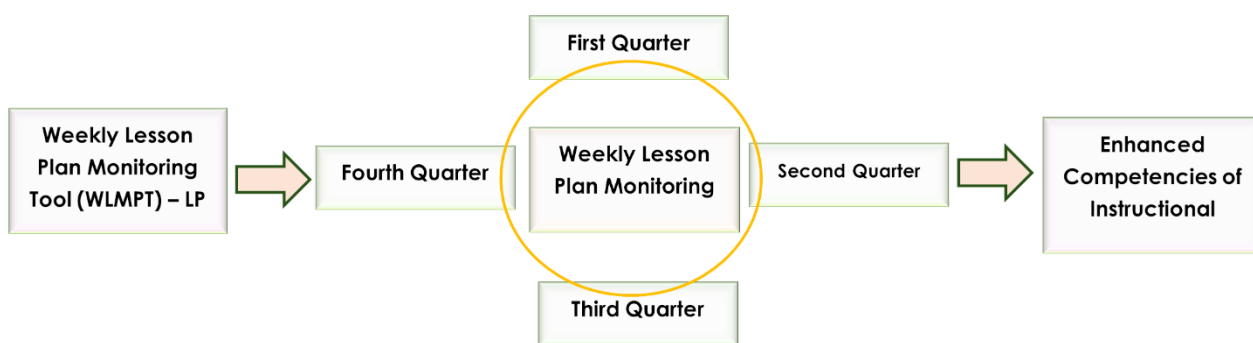 First Quarter
Weekly Lesson
Plan Monitoring
Tool (WLMPT) – LP
Fourth Quarter
Weekly Lesson
Plan Monitoring
Second Quarter
Enhanced
Competencies of
Instructional
Third Quarter